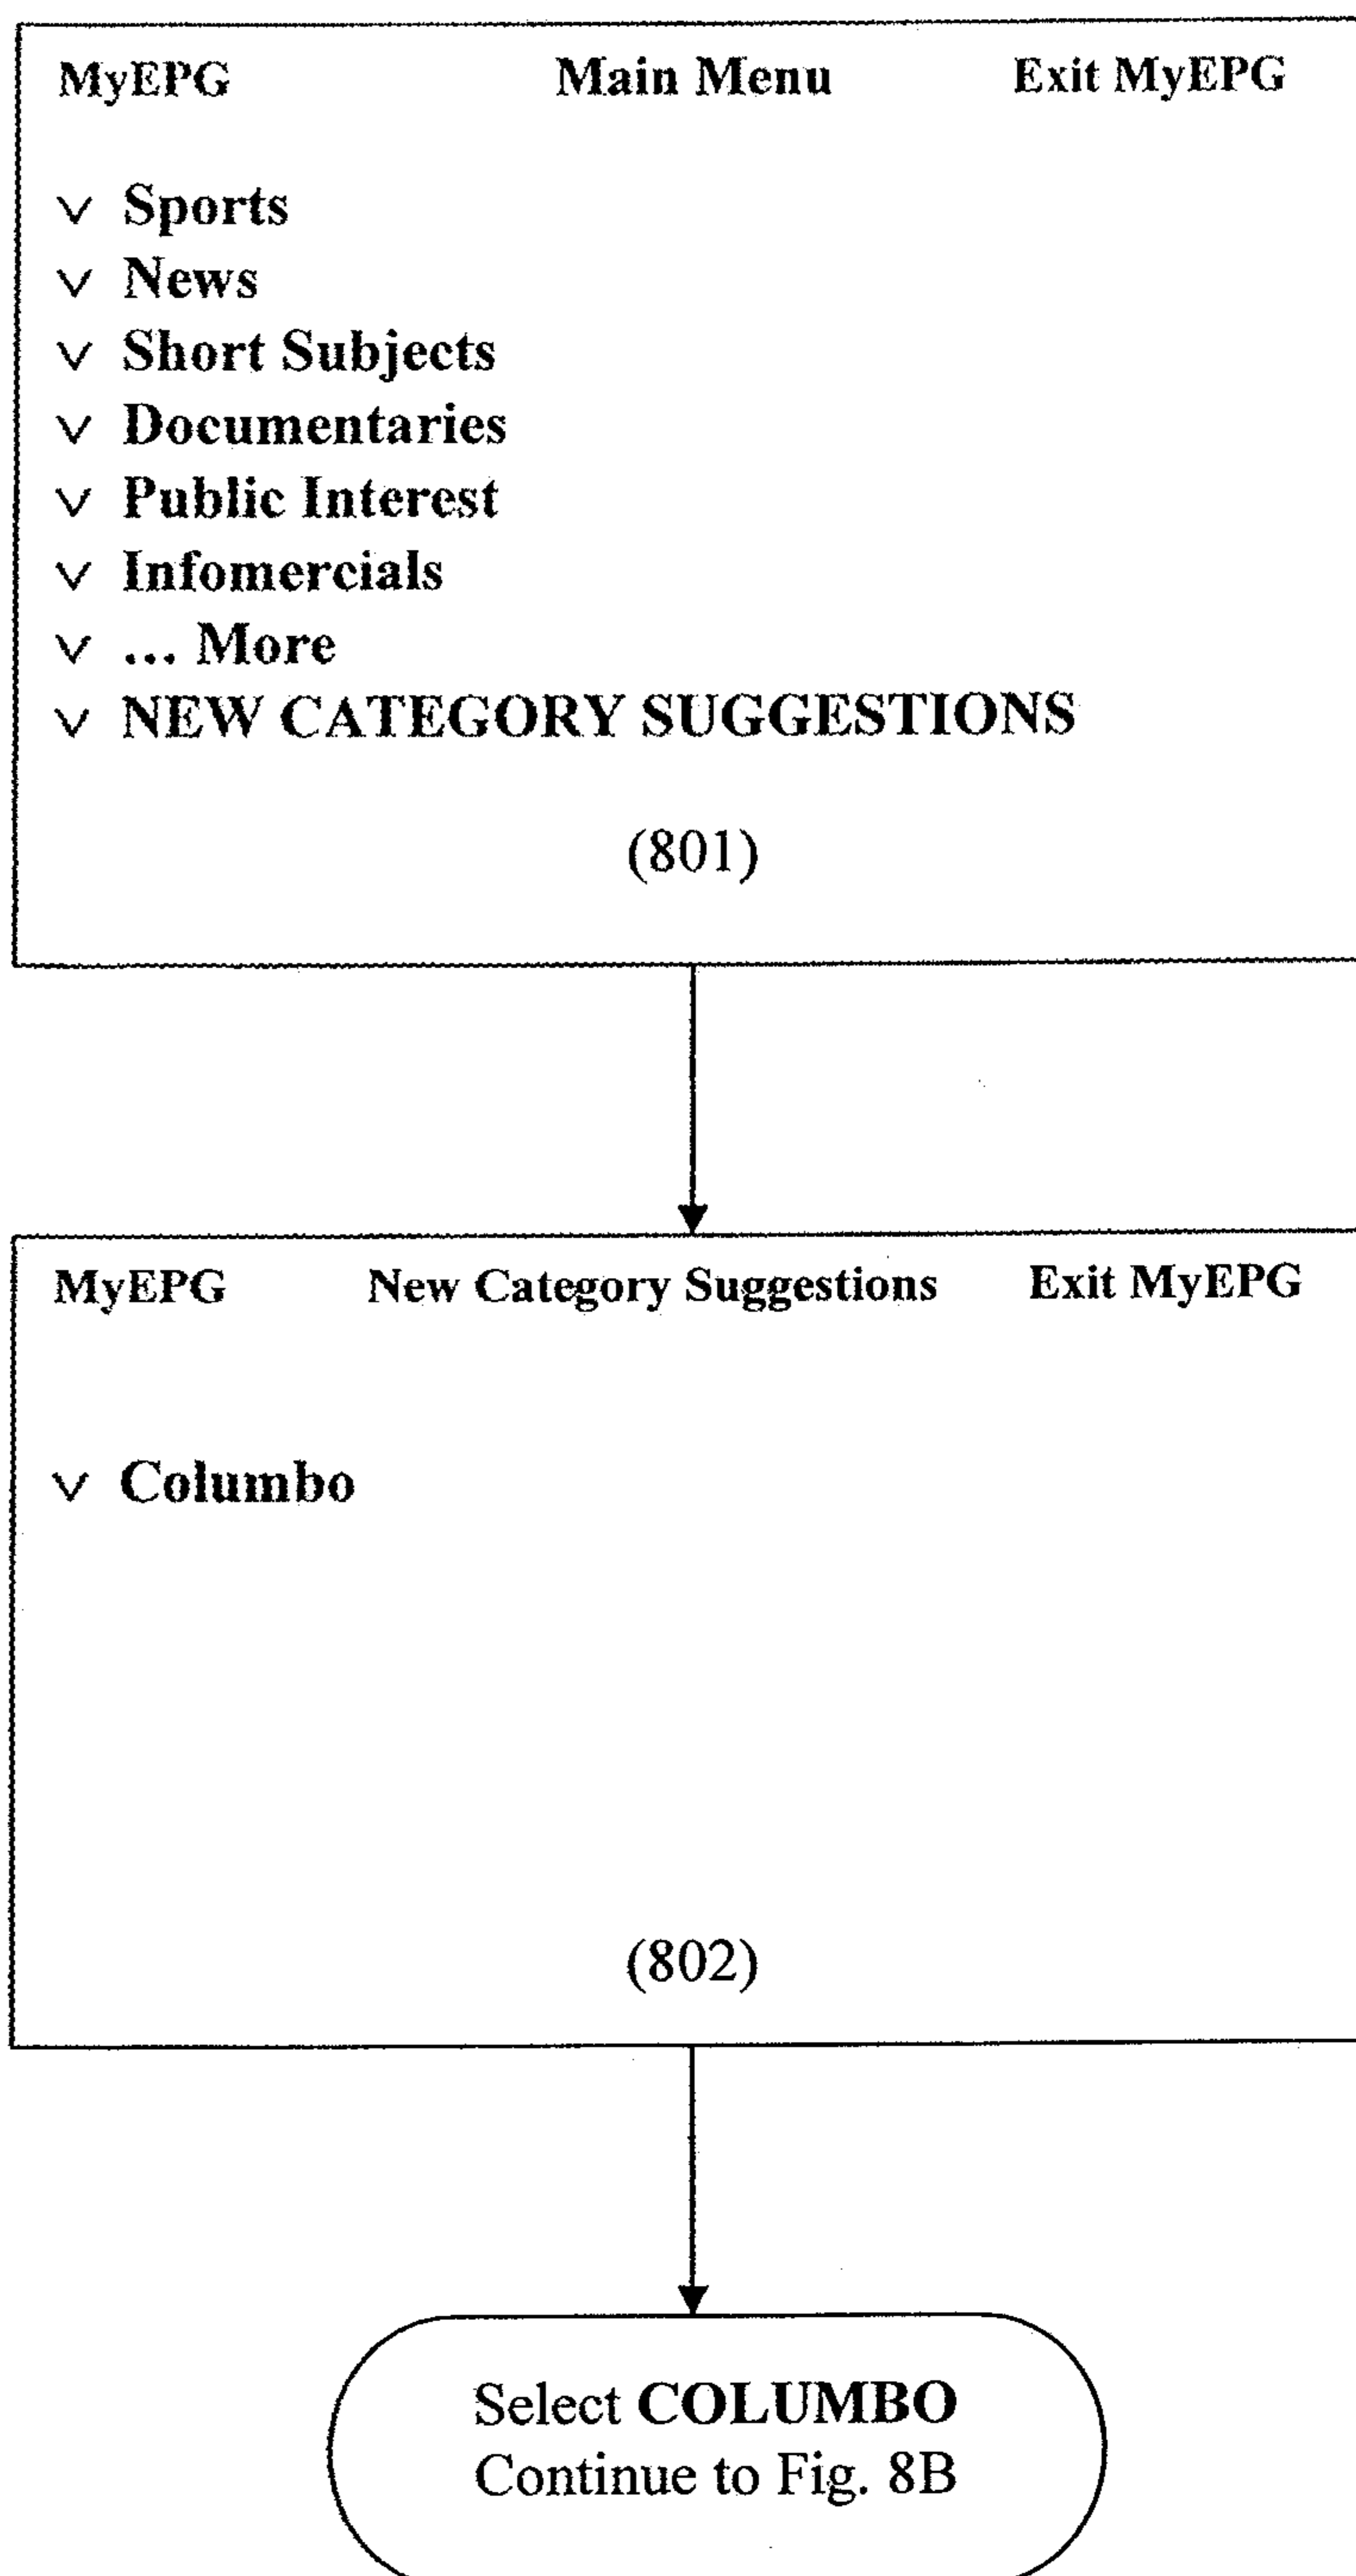 MyEPG Main Menu Exit MyEPG
∨ Sports
∨ News
∨ Short Subjects
∨ Documentaries
∨ Public Interest
∨ Infomercials
∨ ... More
∨ NEW CATEGORY SUGGESTIONS
(801)
MyEPG New Category Suggestions Exit MyEPG
∨ Columbo
(802)
Select COLUMBO
Continue to Fig. 8B